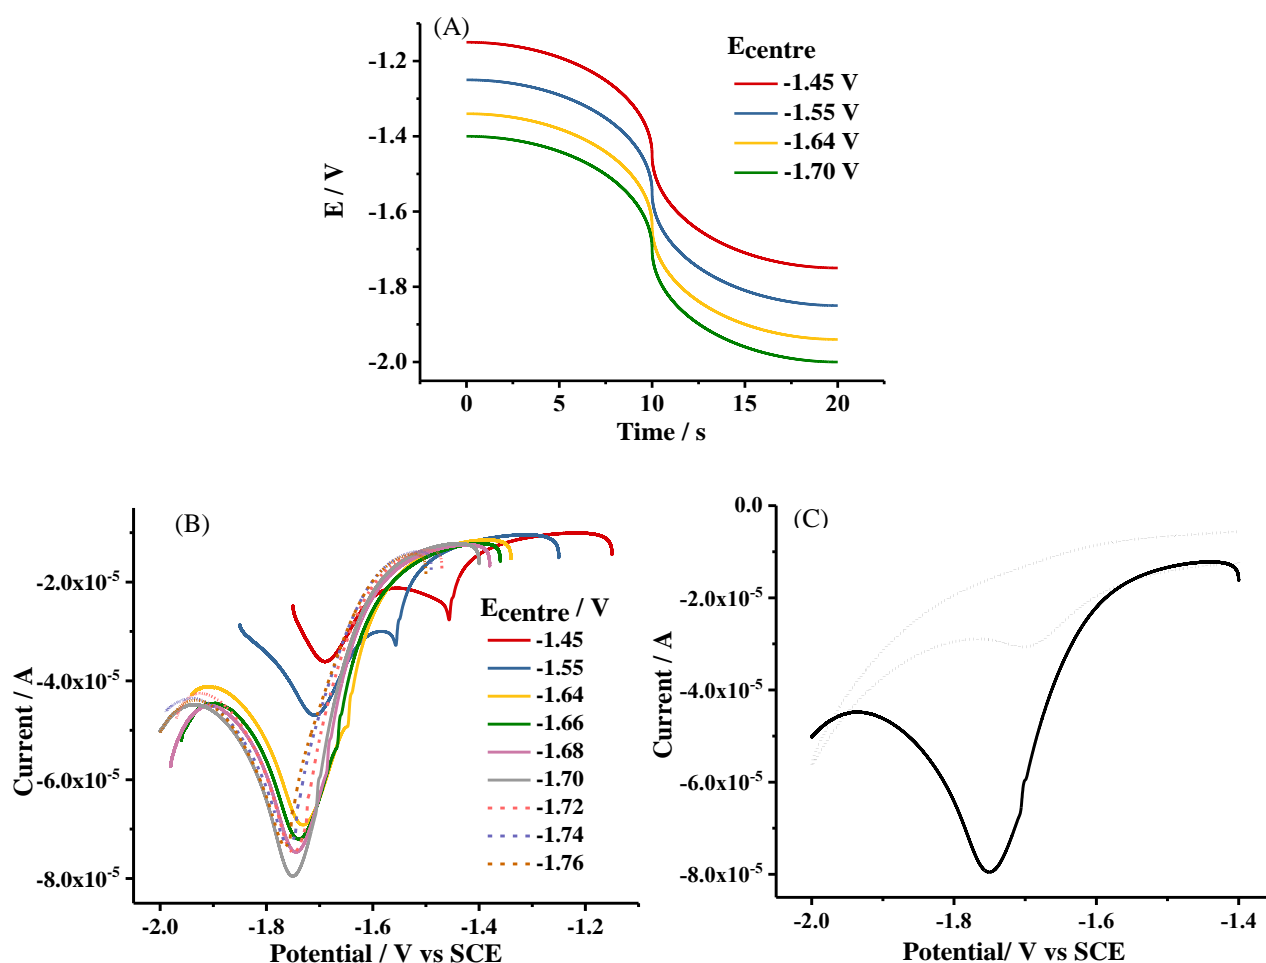 (A)
E / V
-1.2
-1.4
-1.6
-1.8
-2.0
0
5
10
15
20
Time / s
Ecentre
-1.45 V
-1.55 V
-1.64 V
-1.70 V
(B)
Current / A
-2.0x10⁻⁵
-4.0x10⁻⁵
-6.0x10⁻⁵
-8.0x10⁻⁵
-2.0
-1.8
-1.6
-1.4
-1.2
Potential / V vs SCE
Ecentre / V
-1.45
-1.55
-1.64
-1.66
-1.68
-1.70
-1.72
-1.74
-1.76
(C)
Current / A
0.0
-2.0x10⁻⁵
-4.0x10⁻⁵
-6.0x10⁻⁵
-8.0x10⁻⁵
-2.0
-1.8
-1.6
-1.4
Potential/ V vs SCE